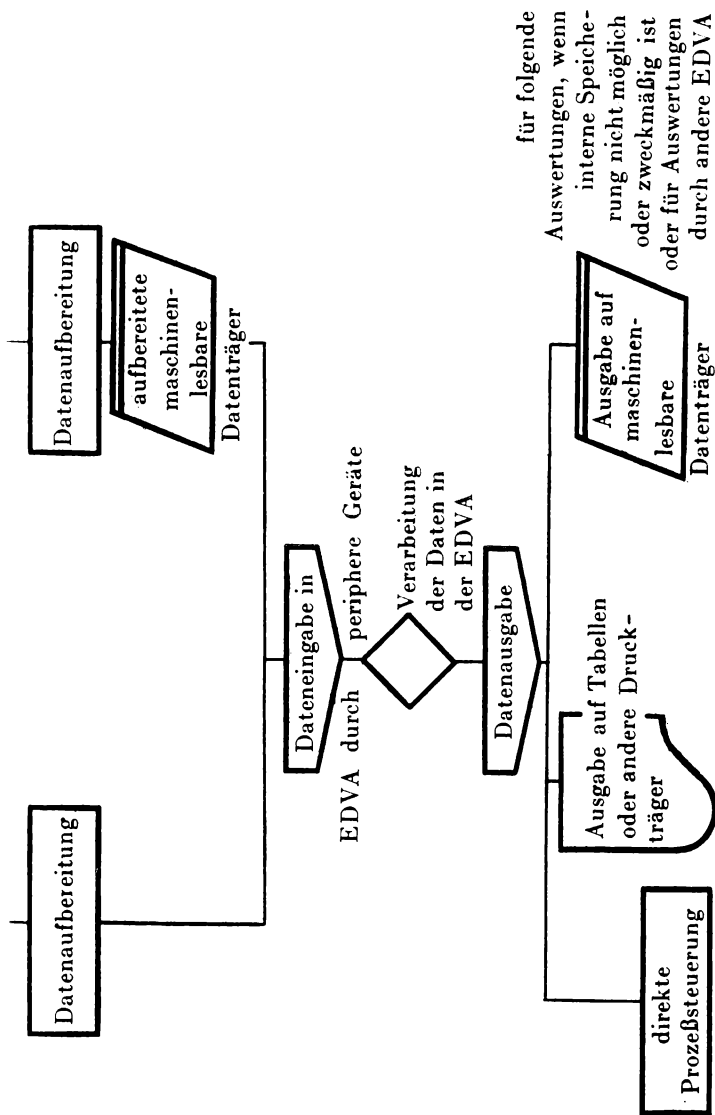 Datenaufbereitung
Datenaufbereitung
aufbereitete
maschinen-
lesbare
Datenträger
Dateneingabe in
EDVA durch periphere Geräte
Verarbeitung
der Daten in
der EDVA
Datenausgabe
direkte
Prozeßsteuerung
Ausgabe auf Tabellen
oder andere Druck-
träger
Ausgabe auf
maschinen-
lesbare
Datenträger
für folgende
Auswertungen, wenn
interne Speiche-
rung nicht möglich
oder zweckmäßig ist
oder für Auswertungen
durch andere EDVA